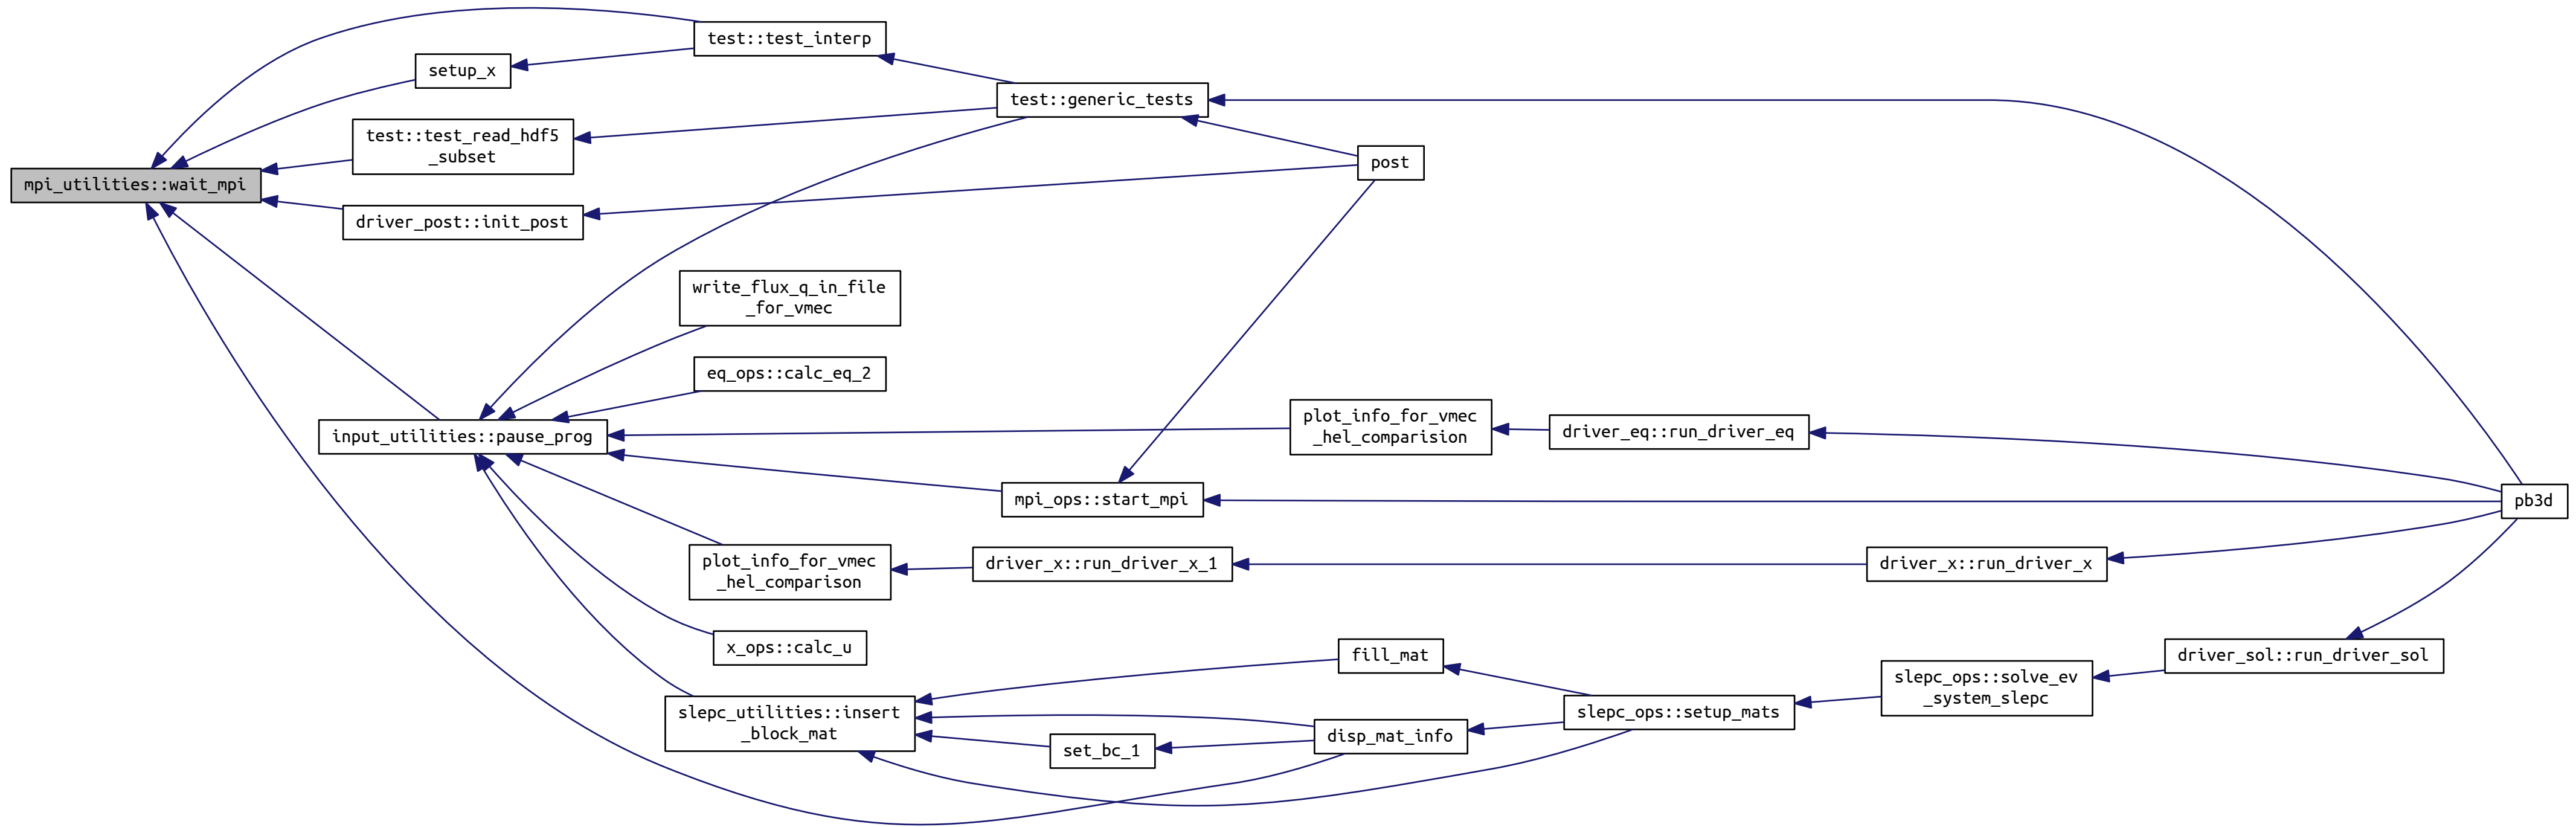 mpi_utilities::wait_mpi
test::test_interp
setup_x
test::test_read_hdf5
_subset
driver_post::init_post
test::generic_tests
post
write_flux_q_in_file
_for_vmec
eq_ops::calc_eq_2
input_utilities::pause_prog
plot_info_for_vmec
_hel_comparision
driver_eq::run_driver_eq
mpi_ops::start_mpi
pb3d
plot_info_for_vmec
_hel_comparison
driver_x::run_driver_x_1
driver_x::run_driver_x
x_ops::calc_u
slepc_utilities::insert
_block_mat
fill_mat
set_bc_1
disp_mat_info
slepc_ops::setup_mats
slepc_ops::solve_ev
_system_slepc
driver_sol::run_driver_sol